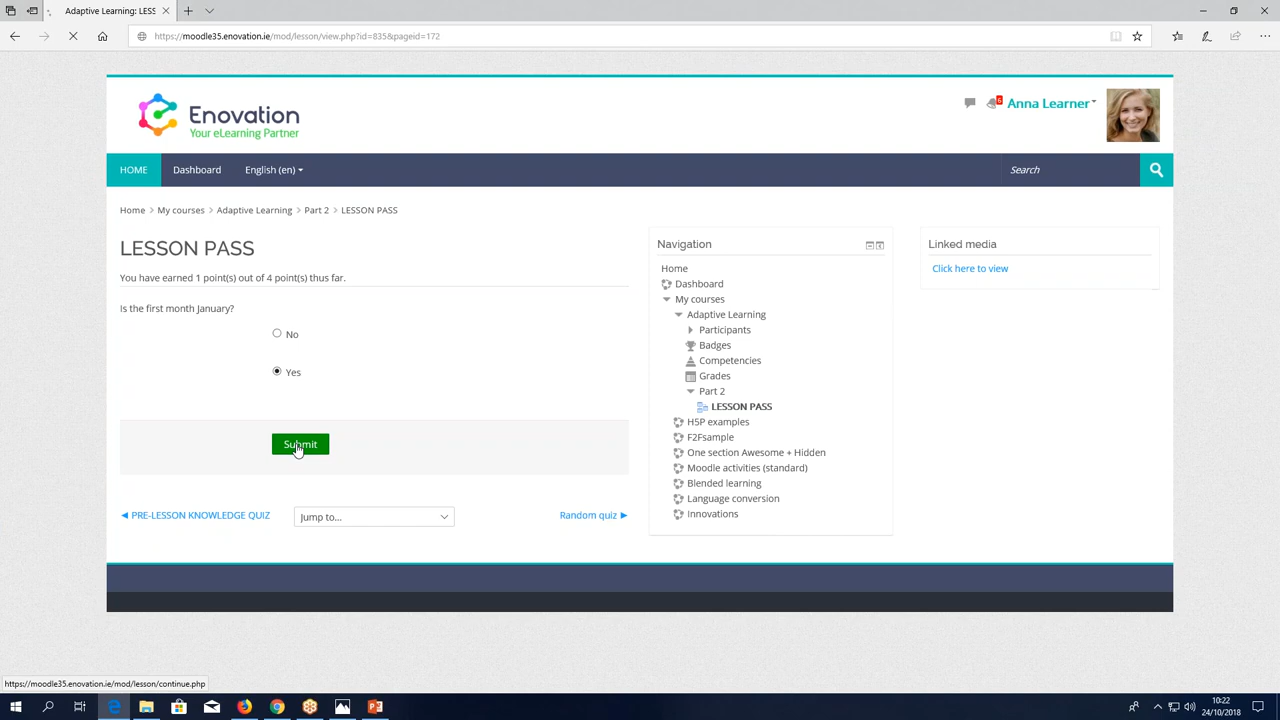 Adaptive Learning: LESS
https://moodle35.enovation.ie/mod/lesson/view.php?id=835&pageid=172
Enovation
Your eLearning Partner
6
Anna Learner
HOME
Dashboard
English (en)
Search
Home
My courses
Adaptive Learning
Part 2
LESSON PASS
LESSON PASS
You have earned 1 point(s) out of 4 point(s) thus far.
Is the first month January?
No
Yes
Submit
◄ PRE-LESSON KNOWLEDGE QUIZ
Jump to...
Random quiz ►
Navigation
Home
Dashboard
My courses
Adaptive Learning
Participants
Badges
Competencies
Grades
Part 2
LESSON PASS
H5P examples
F2Fsample
One section Awesome + Hidden
Moodle activities (standard)
Blended learning
Language conversion
Innovations
Linked media
Click here to view
https://moodle35.enovation.ie/mod/lesson/continue.php
10:22
24/10/2018